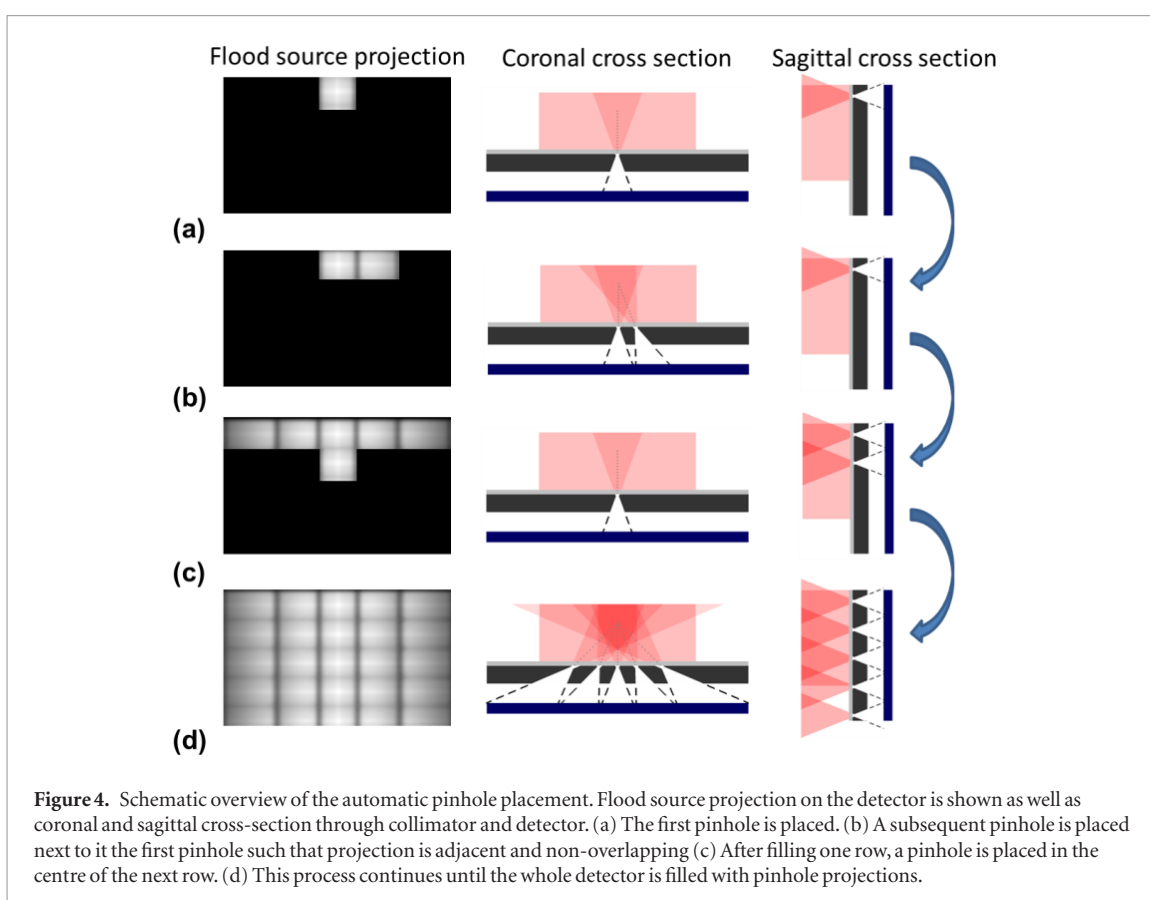 Flood source projection
Coronal cross section
Sagittal cross section
(a)
(b)
(c)
(d)
Figure 4. Schematic overview of the automatic pinhole placement. Flood source projection on the detector is shown as well as
coronal and sagittal cross-section through collimator and detector. (a) The first pinhole is placed. (b) A subsequent pinhole is placed
next to it the first pinhole such that projection is adjacent and non-overlapping (c) After filling one row, a pinhole is placed in the
centre of the next row. (d) This process continues until the whole detector is filled with pinhole projections.